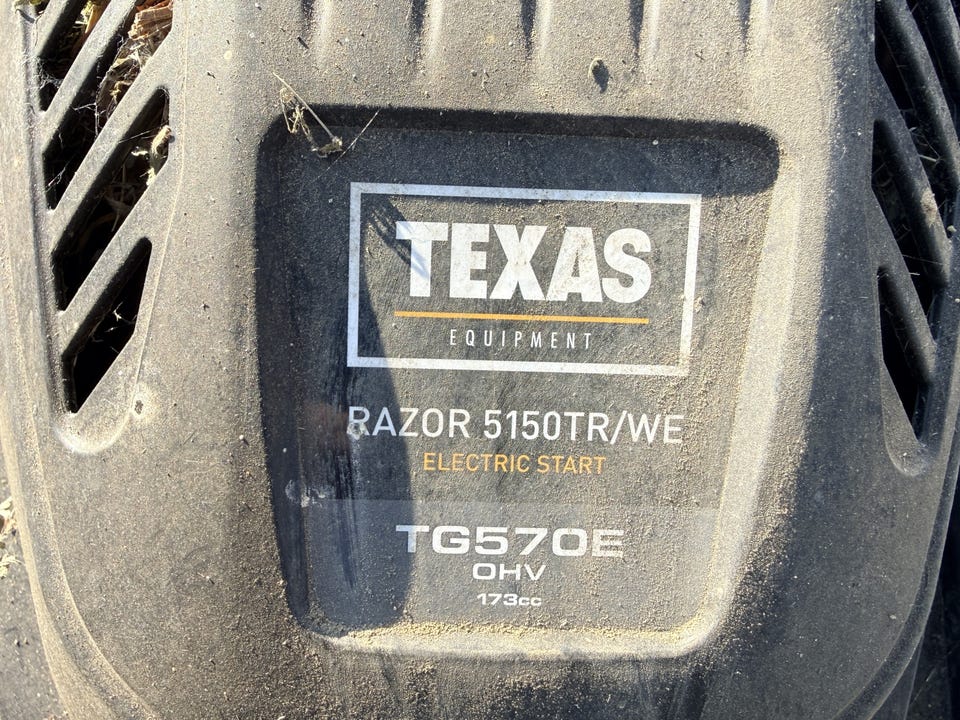 TEXAS
EQUIPMENT
RAZOR 5150TR/WE
ELECTRIC START
TG570E
OHV
173cc